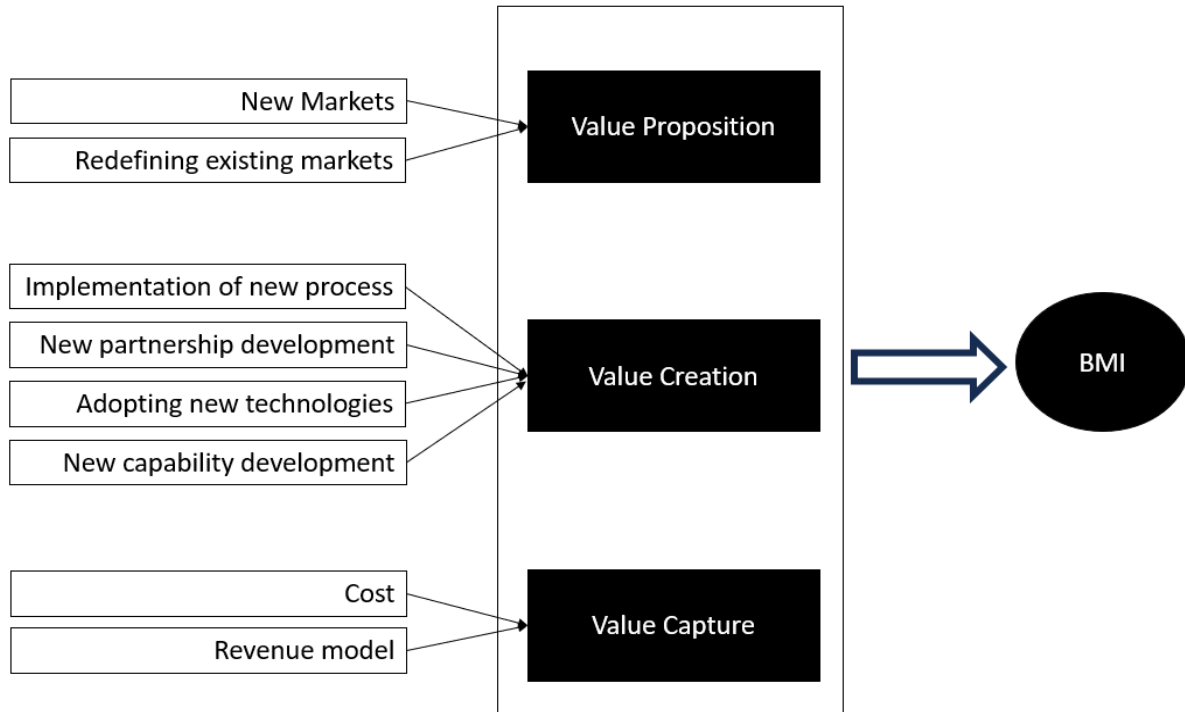 New Markets
Redefining existing markets
Value Proposition
Implementation of new process
New partnership development
Adopting new technologies
New capability development
Value Creation
BMI
Cost
Revenue model
Value Capture